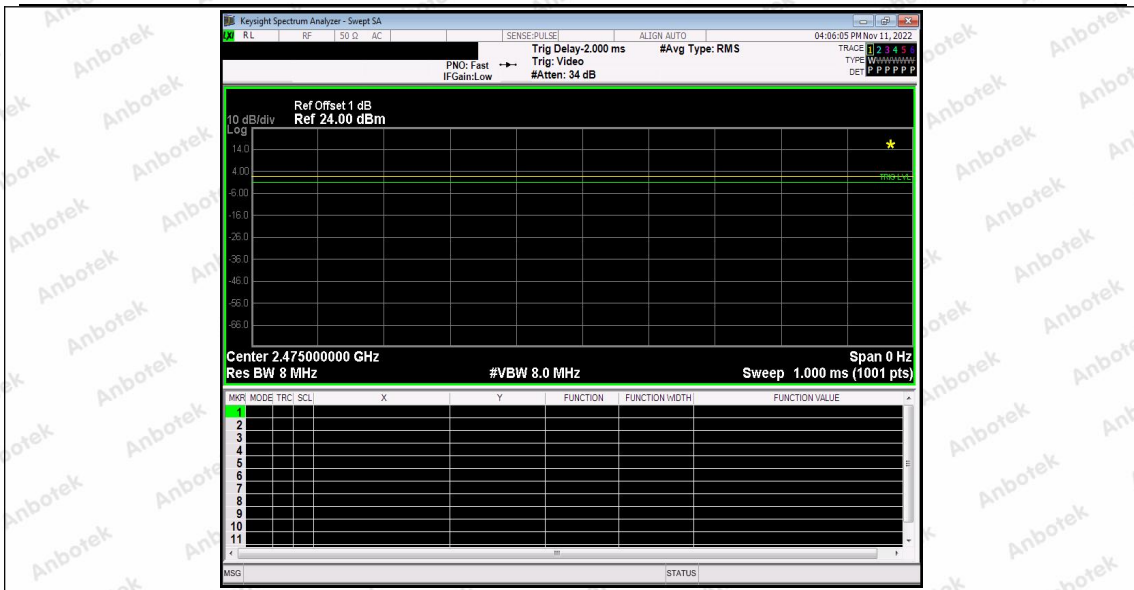 Keysight Spectrum Analyzer - Swept SA
LXI RL RF 50 Ω AC SENSE:PULSE ALIGN AUTO 04:06:05 PM Nov 11, 2022
PNO: Fast
IFGain:Low
Trig Delay-2.000 ms
Trig: Video
#Atten: 34 dB
#Avg Type: RMS
TRACE 1 2 3 4 5 6
TYPE W
DET P P P P P P
Ref Offset 1 dB
10 dB/div Ref 24.00 dBm
Log
14.0
4.00
TRIG LVL
-6.00
-16.0
-26.0
-36.0
-46.0
-56.0
-66.0
Center 2.475000000 GHz Span 0 Hz
Res BW 8 MHz #VBW 8.0 MHz Sweep 1.000 ms (1001 pts)
MKR MODE TRC SCL X Y FUNCTION FUNCTION WIDTH FUNCTION VALUE
1
2
3
4
5
6
7
8
9
10
11
MSG STATUS
Anbotek